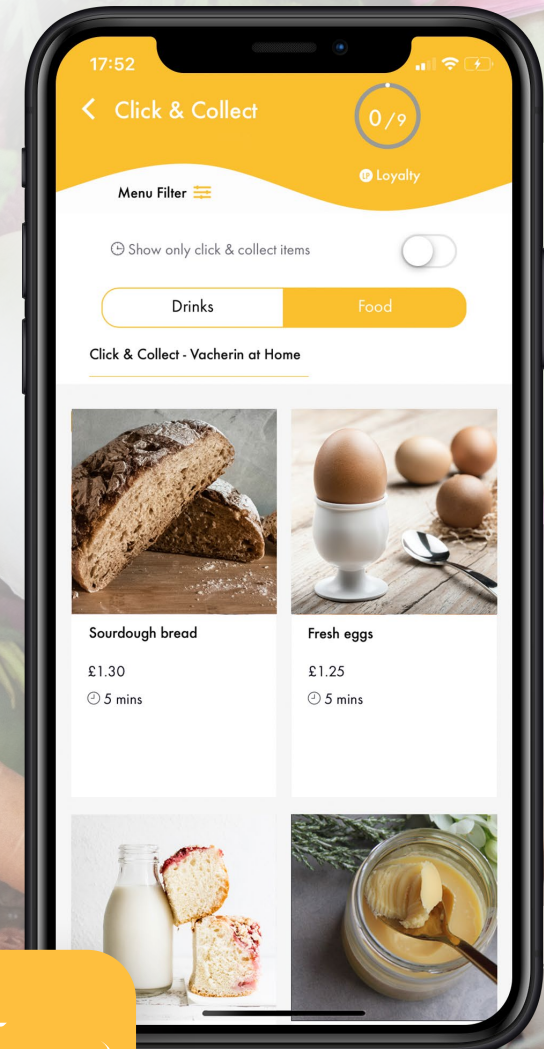 17:52
Click & Collect
0/9
LP Loyalty
Menu Filter
Show only click & collect items
Drinks
Food
Click & Collect - Vacherin at Home
Sourdough bread
Fresh eggs
£1.30
£1.25
5 mins
5 mins